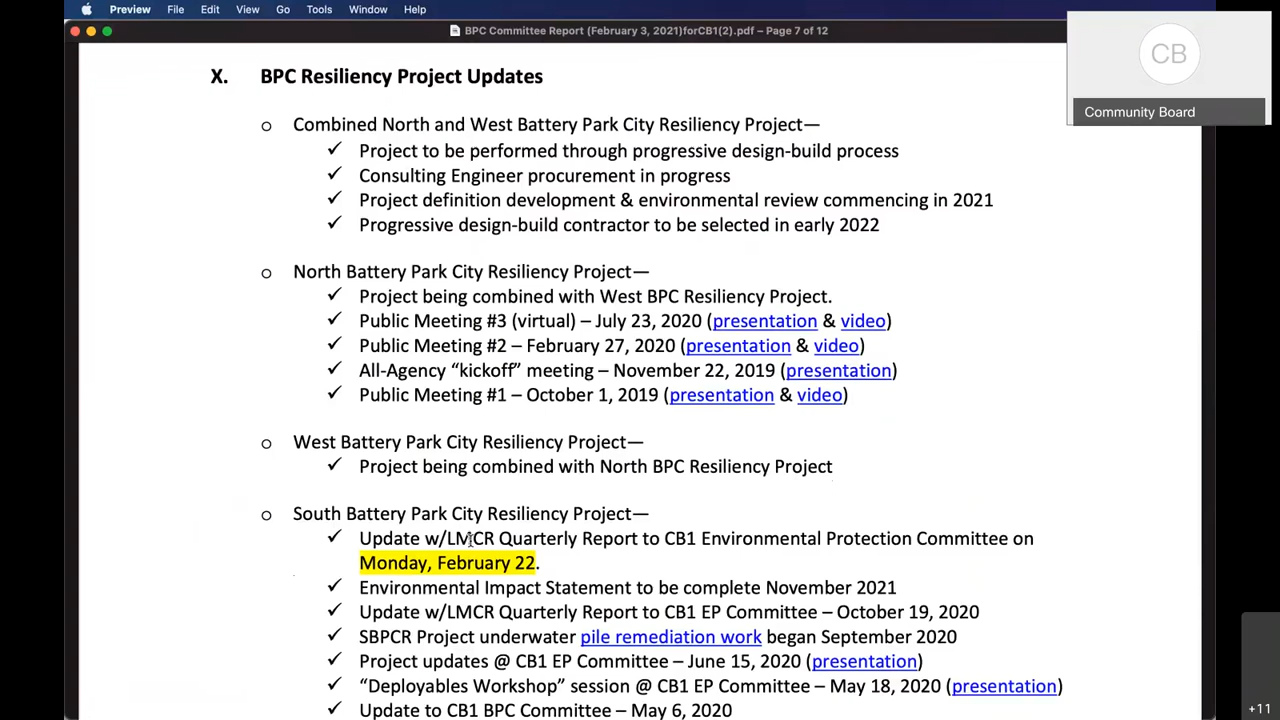 Preview File Edit View Go Tools Window Help
BPC Committee Report (February 3, 2021)forCB1(2).pdf – Page 7 of 12
CB
Community Board
X. BPC Resiliency Project Updates
o Combined North and West Battery Park City Resiliency Project—
✓ Project to be performed through progressive design-build process
✓ Consulting Engineer procurement in progress
✓ Project definition development & environmental review commencing in 2021
✓ Progressive design-build contractor to be selected in early 2022
o North Battery Park City Resiliency Project—
✓ Project being combined with West BPC Resiliency Project.
✓ Public Meeting #3 (virtual) – July 23, 2020 (presentation & video)
✓ Public Meeting #2 – February 27, 2020 (presentation & video)
✓ All-Agency “kickoff” meeting – November 22, 2019 (presentation)
✓ Public Meeting #1 – October 1, 2019 (presentation & video)
o West Battery Park City Resiliency Project—
✓ Project being combined with North BPC Resiliency Project
o South Battery Park City Resiliency Project—
✓ Update w/LMCR Quarterly Report to CB1 Environmental Protection Committee on
Monday, February 22.
✓ Environmental Impact Statement to be complete November 2021
✓ Update w/LMCR Quarterly Report to CB1 EP Committee – October 19, 2020
✓ SBPCR Project underwater pile remediation work began September 2020
✓ Project updates @ CB1 EP Committee – June 15, 2020 (presentation)
✓ “Deployables Workshop” session @ CB1 EP Committee – May 18, 2020 (presentation)
✓ Update to CB1 BPC Committee – May 6, 2020
+11